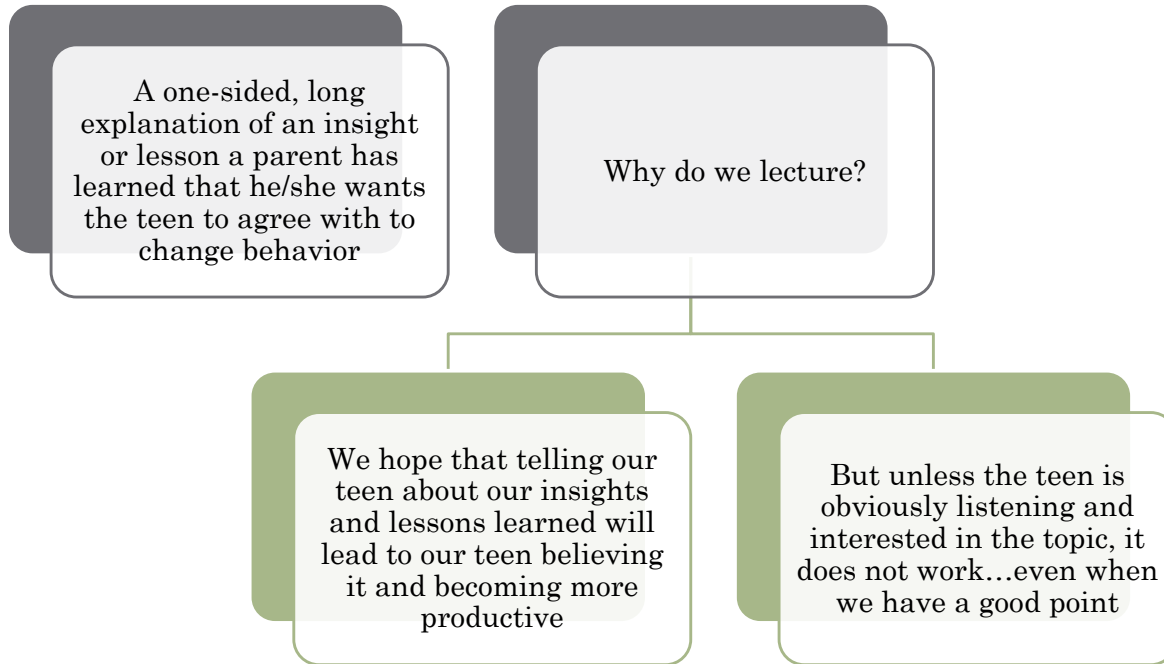 A one-sided, long
explanation of an insight
or lesson a parent has
learned that he/she wants
the teen to agree with to
change behavior
Why do we lecture?
We hope that telling our
teen about our insights
and lessons learned will
lead to our teen believing
it and becoming more
productive
But unless the teen is
obviously listening and
interested in the topic, it
does not work…even when
we have a good point